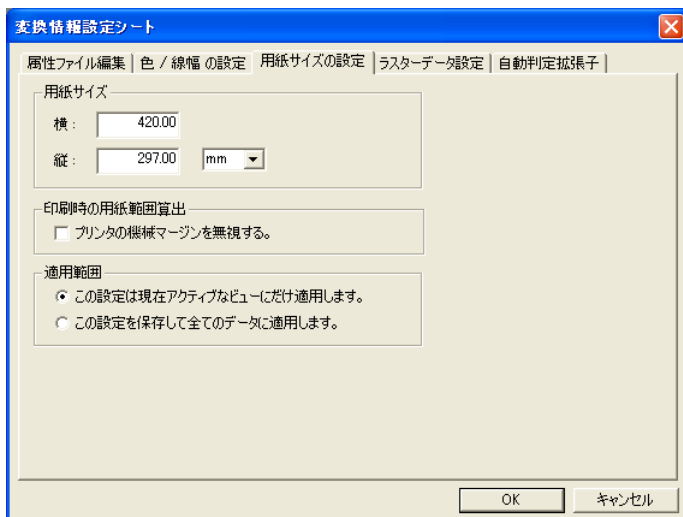 変換情報設定シート
属性ファイル編集 色 / 線幅 の設定 用紙サイズの設定 ラスターデータ設定 自動判定拡張子
用紙サイズ
横 : 420.00
縦 : 297.00 mm
印刷時の用紙範囲算出
プリンタの機械マージンを無視する。
適用範囲
この設定は現在アクティブなビューにだけ適用します。
この設定を保存して全てのデータに適用します。
OK キャンセル